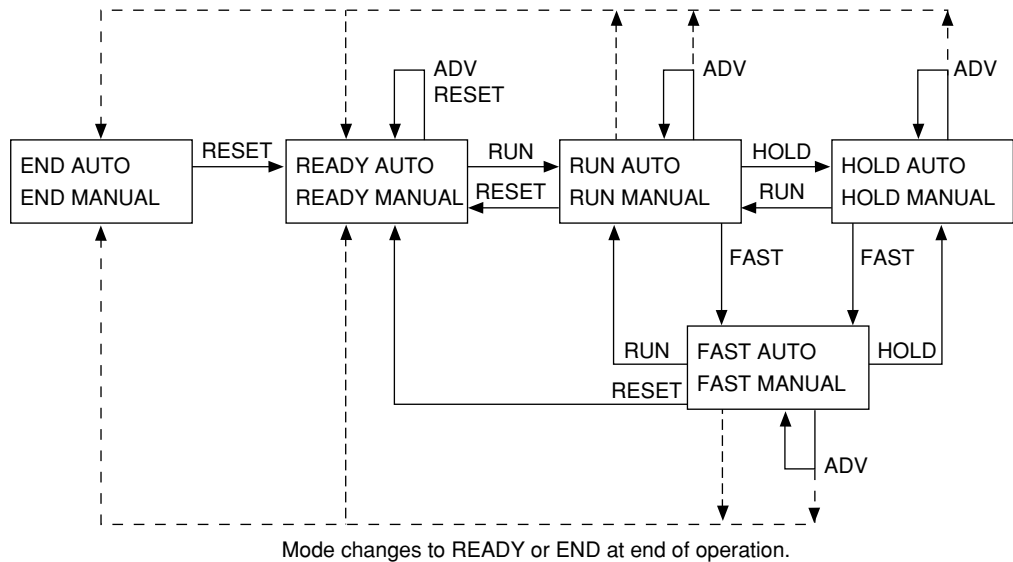 ADV
RESET
ADV
ADV
END AUTO
END MANUAL
RESET
READY AUTO
READY MANUAL
RUN
RESET
RUN AUTO
RUN MANUAL
HOLD
RUN
HOLD AUTO
HOLD MANUAL
FAST
FAST
RUN
RESET
FAST AUTO
FAST MANUAL
HOLD
ADV
Mode changes to READY or END at end of operation.